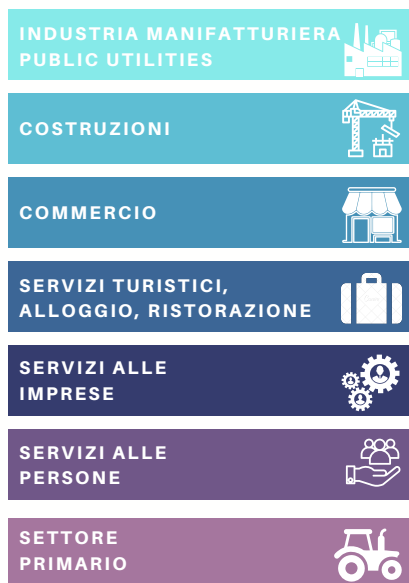 INDUSTRIA MANIFATTURIERA
PUBLIC UTILITIES
COSTRUZIONI
COMMERCIO
SERVIZI TURISTICI,
ALLOGGIO, RISTORAZIONE
SERVIZI ALLE
IMPRESE
SERVIZI ALLE
PERSONE
SETTORE
PRIMARIO